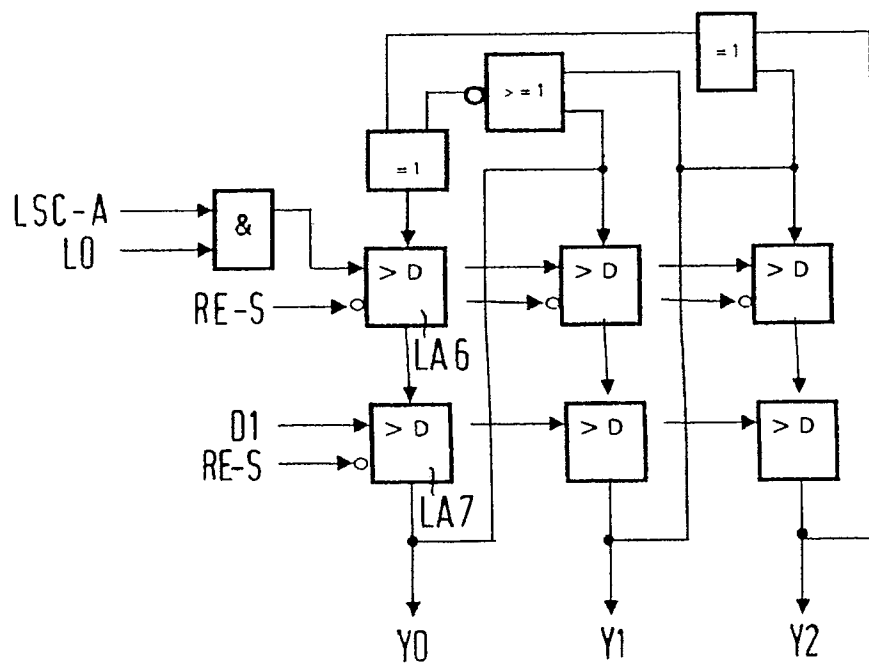 = 1
> = 1
= 1
LSC-A
L0
&
> D
> D
> D
RE-S
LA6
D1
> D
> D
> D
RE-S
LA7
Y0
Y1
Y2